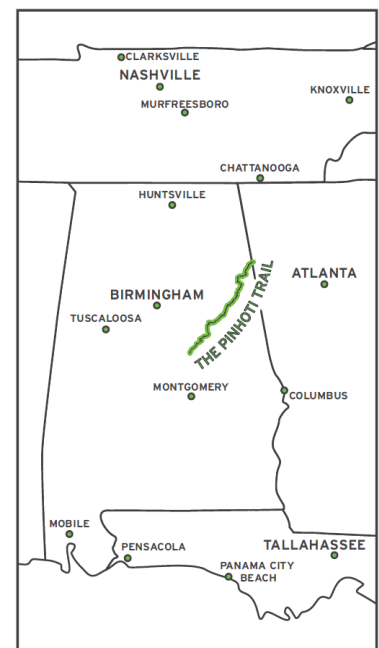 CLARKSVILLE
NASHVILLE
KNOXVILLE
MURFREESBORO
CHATTANOOGA
HUNTSVILLE
THE PINHOTI TRAIL
ATLANTA
BIRMINGHAM
TUSCALOOSA
MONTGOMERY
COLUMBUS
MOBILE
PENSACOLA
TALLAHASSEE
PANAMA CITY
BEACH